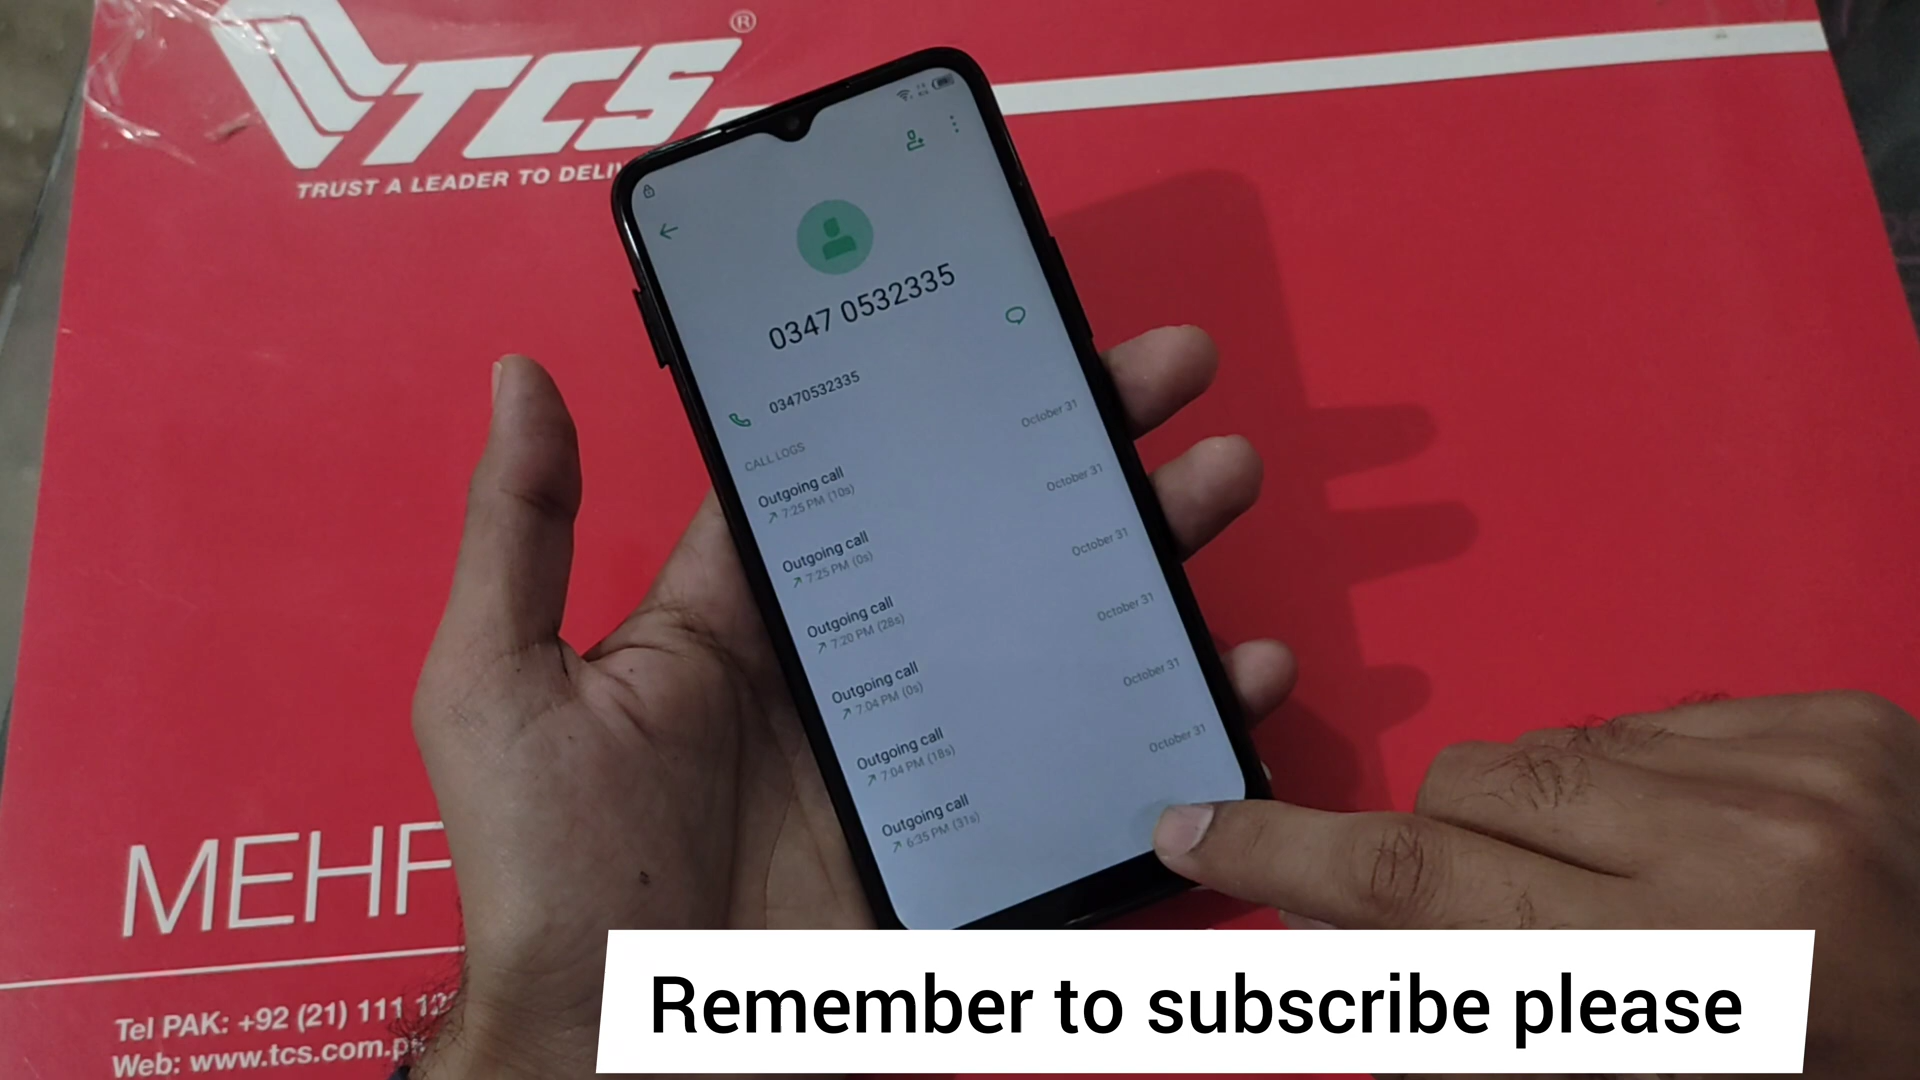 TCS®
TRUST A LEADER TO
0347 0532335
03470532335
CALL LOGS
Outgoing call
October 31
7:25 PM (10s)
Outgoing call
October 31
7:25 PM (0s)
Outgoing call
October 31
7:20 PM (28s)
Outgoing call
October 31
7:04 PM (0s)
Outgoing call
October 31
7:04 PM (18s)
Outgoing call
October 31
6:35 PM (31s)
Tel PAK: +92 (21) 111
Web: www.tcs.com.p
Remember to subscribe please